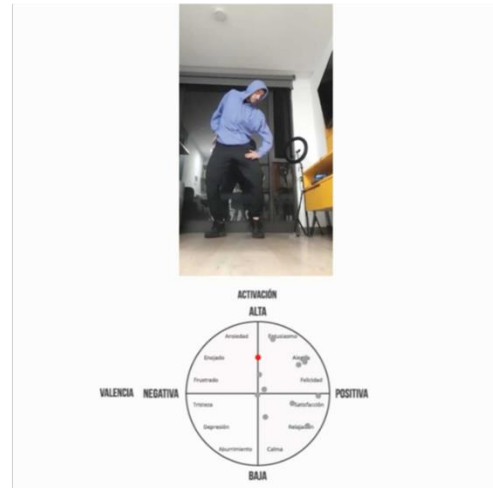 ACTIVACIÓN
ALTA
Ansiedad Entusiasmo
Enojado Alegría
Frustrado Felicidad
VALENCIA NEGATIVA POSITIVA
Tristeza Satisfacción
Depresión Relajación
Aburrimiento Calma
BAJA